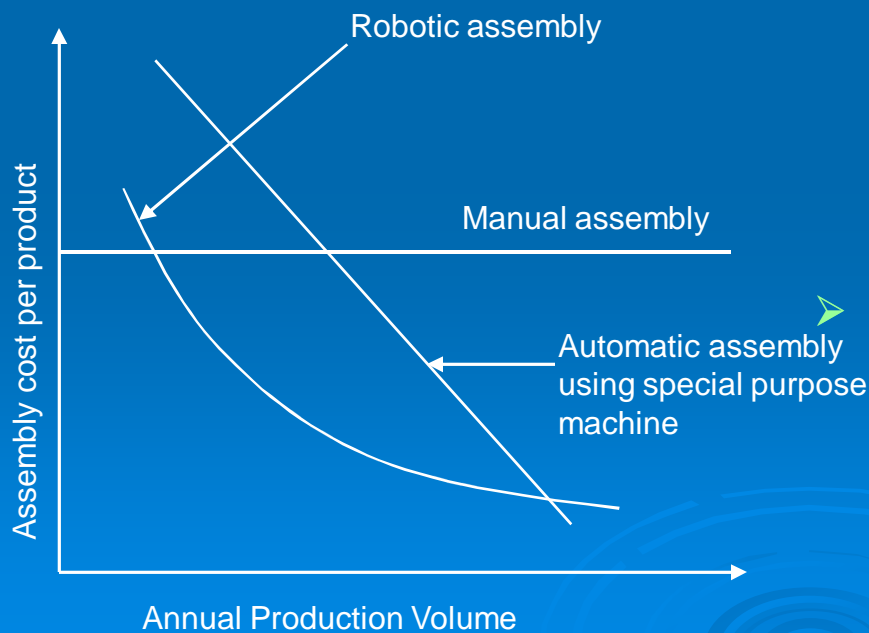 Robotic assembly
Assembly cost per product
Manual assembly
Automatic assembly
using special purpose
machine
Annual Production Volume